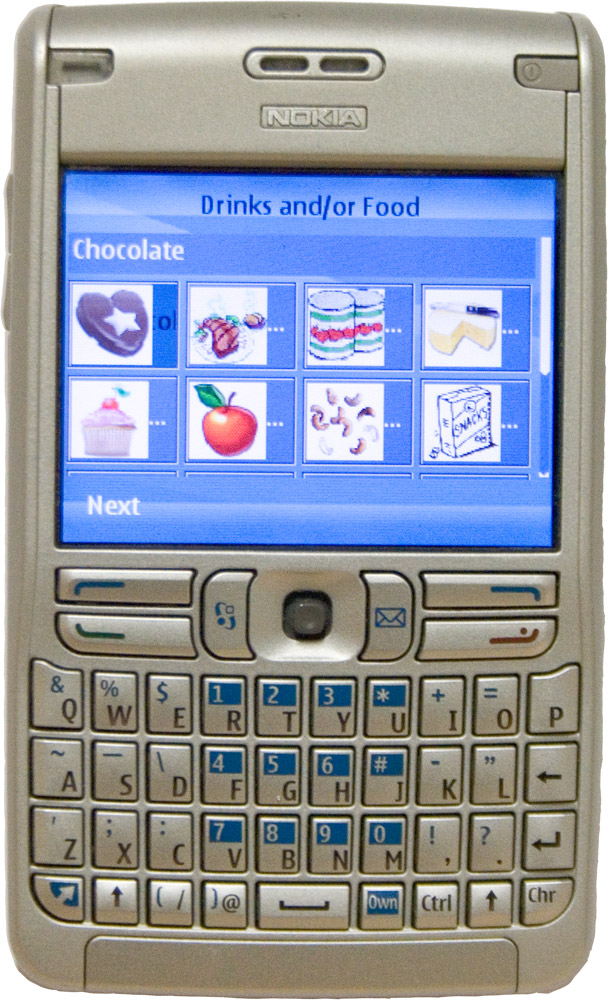 NOKIA
Drinks and/or Food
Chocolate
col
... ... ...
SNACKS
... ... ... ...
Next
& Q % W $ E 1 R 2 T 3 Y * U + I = O P
~ A — S \ D 4 F 5 G 6 H # J - K " L ←
' Z ; X : C 7 V 8 B 9 N 0 M ! , ? . ↵
↑ ( / ) @ Own Ctrl ↑ Chr